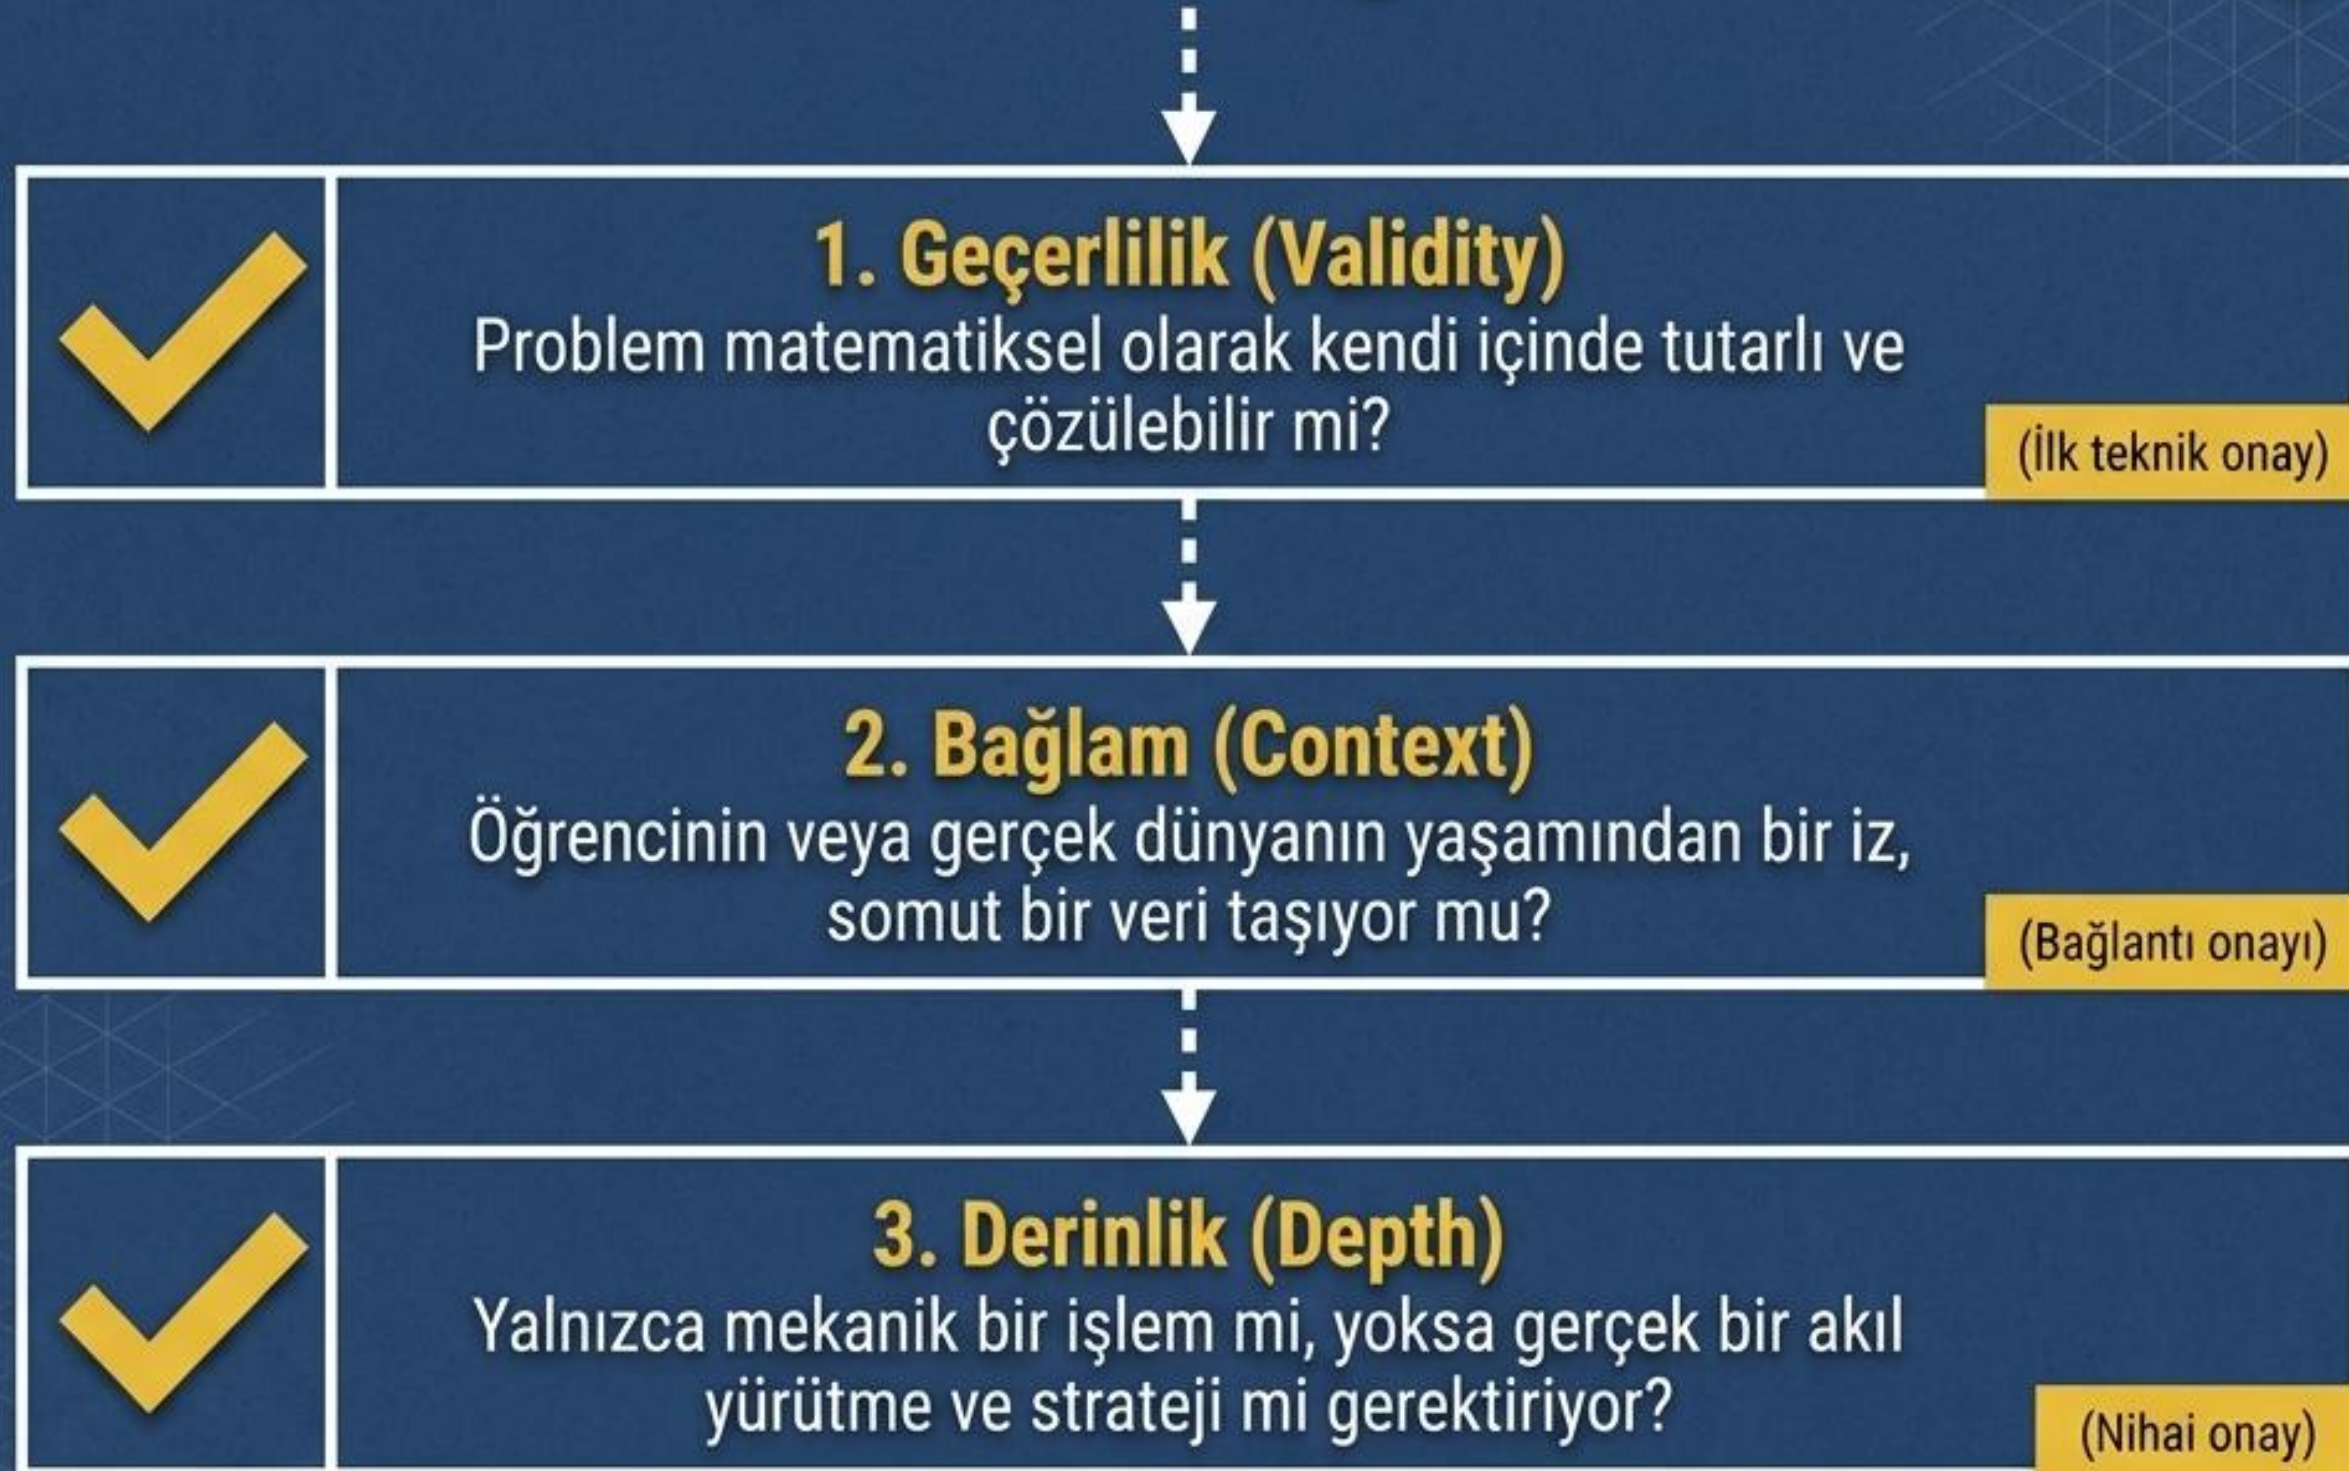 1. Geçerlilik (Validity)
Problem matematiksel olarak kendi içinde tutarlı ve
çözülebilir mi?
(İlk teknik onay)
2. Bağlam (Context)
Öğrencinin veya gerçek dünyanın yaşamından bir iz,
somut bir veri taşıyor mu?
(Bağlantı onayı)
3. Derinlik (Depth)
Yalnızca mekanik bir işlem mi, yoksa gerçek bir akıl
yürütme ve strateji mi gerektiriyor?
(Nihai onay)